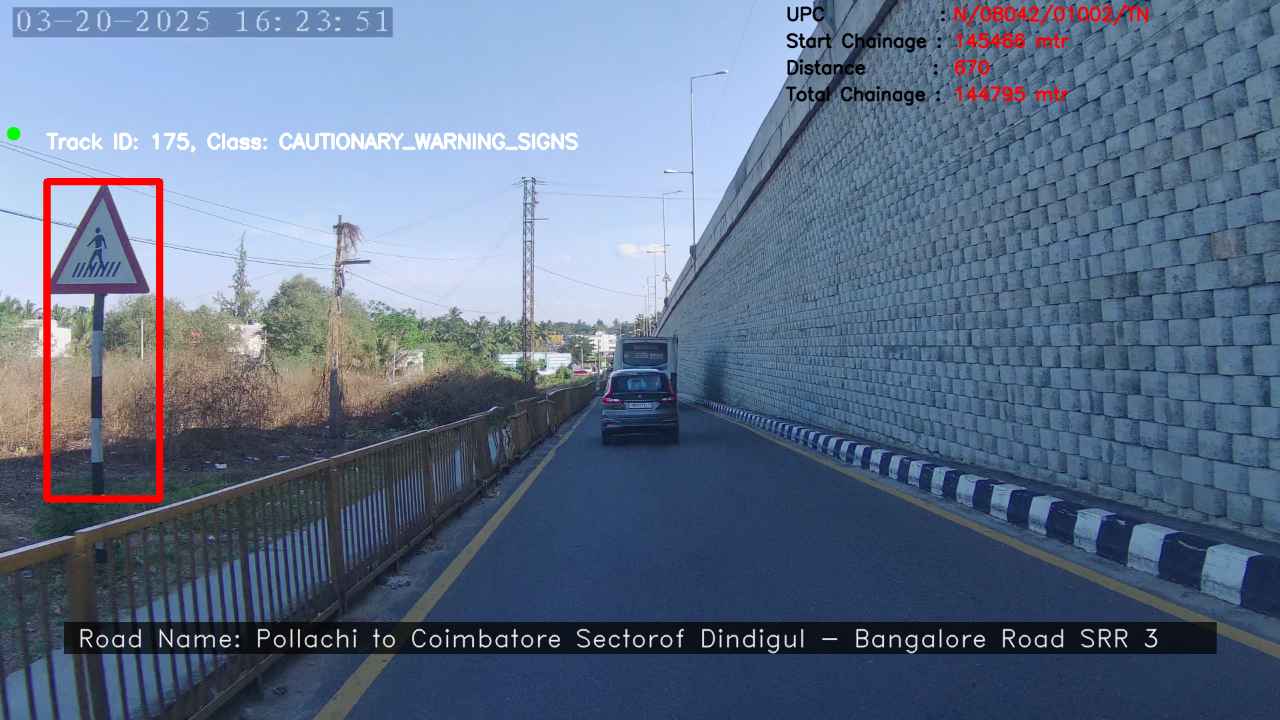 03-20-2025 16:23:51
UPC : N/08042/01002/TN
Start Chainage : 145468 mtr
Distance : 670
Total Chainage : 144795 mtr
Track ID: 175, Class: CAUTIONARY_WARNING_SIGNS
Road Name: Pollachi to Coimbatore Sectorof Dindigul - Bangalore Road SRR 3